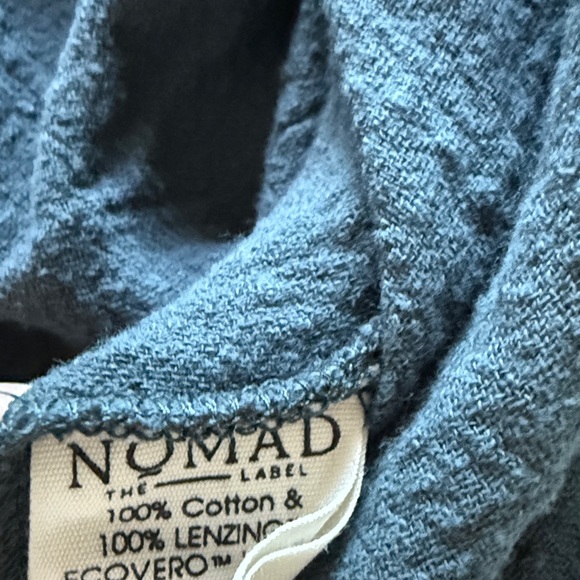 NOMAD
THE LABEL
100% Cotton &
100% LENZING
ECOVERO™